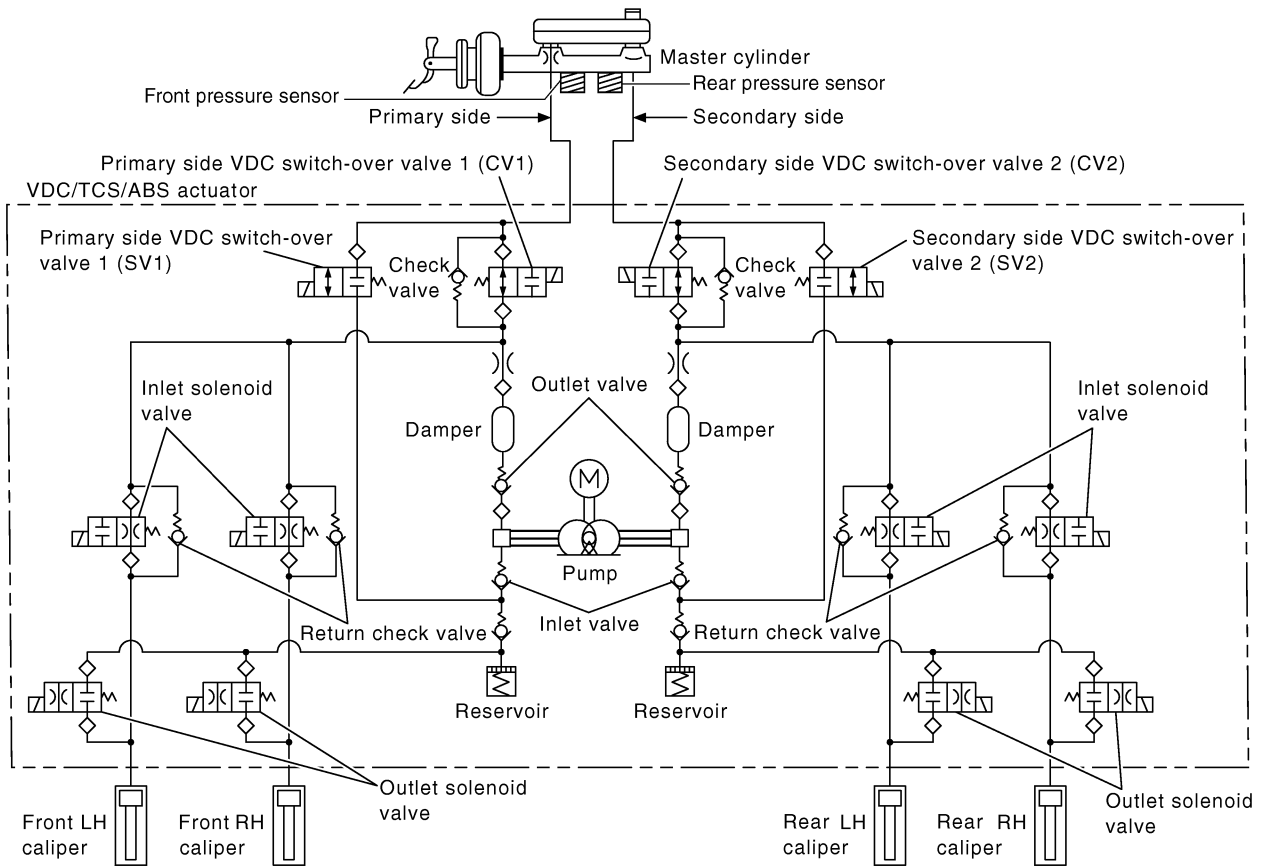 Master cylinder
Front pressure sensor
Rear pressure sensor
Primary side
Secondary side
Primary side VDC switch-over valve 1 (CV1)
Secondary side VDC switch-over valve 2 (CV2)
VDC/TCS/ABS actuator
Primary side VDC switch-over
valve 1 (SV1)
Check
valve
Check
valve
Secondary side VDC switch-over
valve 2 (SV2)
Inlet solenoid
valve
Outlet valve
Inlet solenoid
valve
Damper
Damper
M
Pump
Return check valve
Inlet valve
Return check valve
Reservoir
Reservoir
Outlet solenoid
valve
Outlet solenoid
valve
Front LH
caliper
Front RH
caliper
Rear LH
caliper
Rear RH
caliper